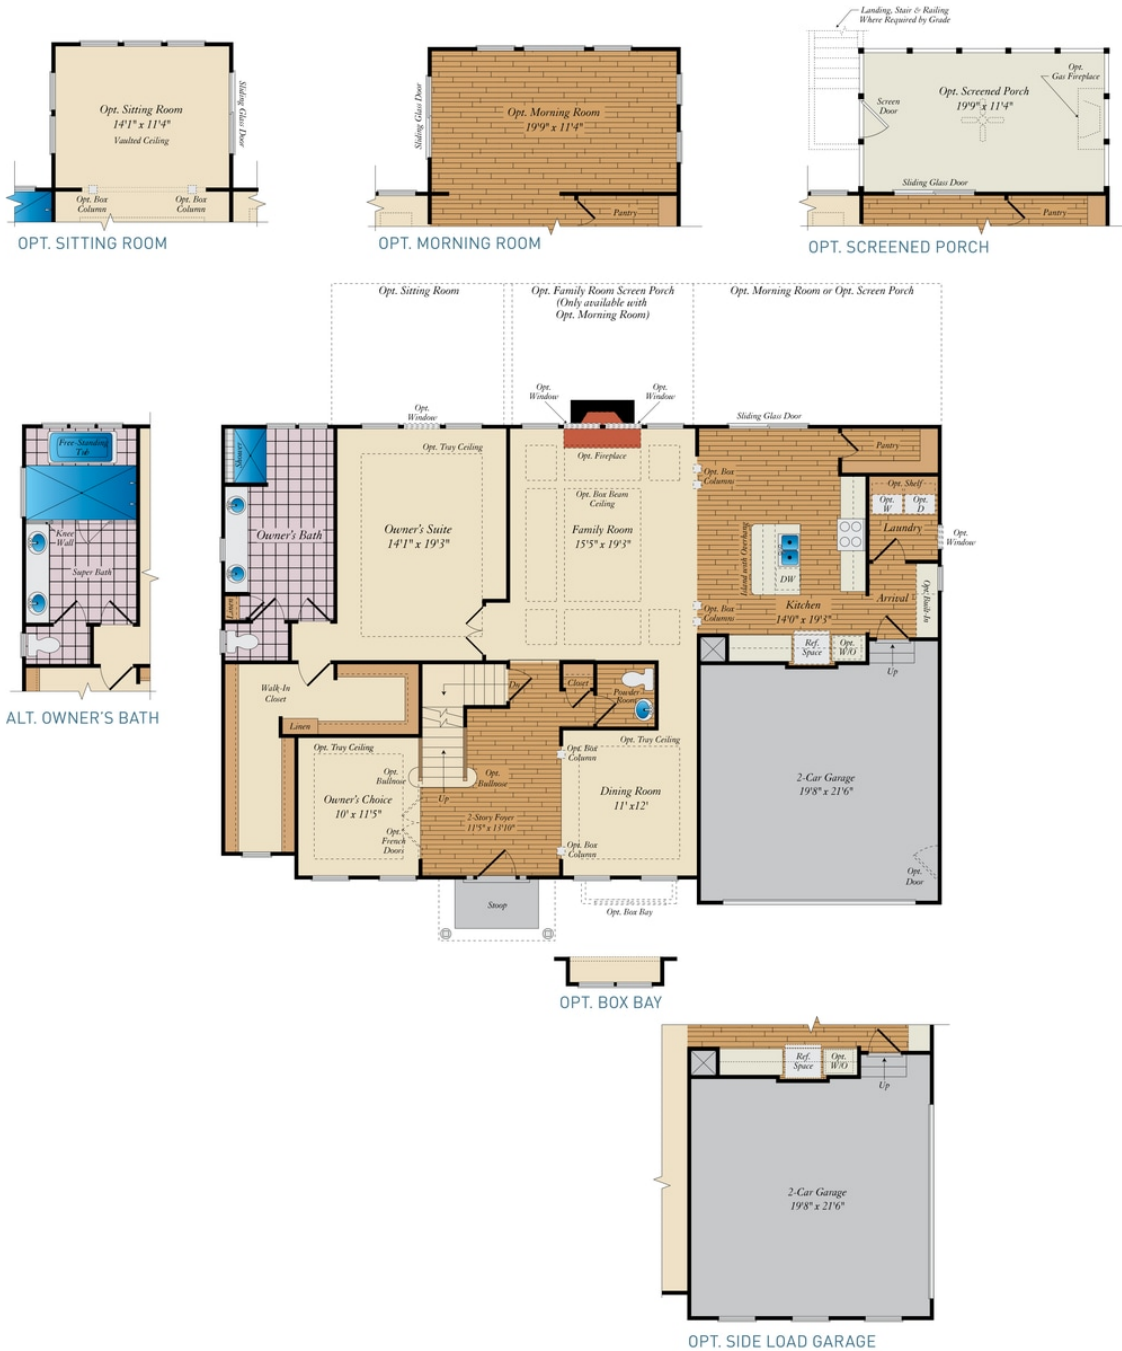 Landing, Stair & Railing
Where Required by Grade
Opt. Sitting Room
14'1" x 11'4"
Vaulted Ceiling
Sliding Glass Door
Opt. Box
Column
Opt. Box
Column
OPT. SITTING ROOM
Sliding Glass Door
Opt. Morning Room
19'9" x 11'4"
Pantry
OPT. MORNING ROOM
Opt.
Gas Fireplace
Opt. Screened Porch
19'9" x 11'4"
Screen
Door
Sliding Glass Door
Pantry
OPT. SCREENED PORCH
Opt. Sitting Room
Opt. Family Room Screen Porch
(Only available with
Opt. Morning Room)
Opt. Morning Room or Opt. Screen Porch
Free-Standing
Tub
Knee
Wall
Super Bath
ALT. OWNER'S BATH
Opt.
Window
Opt.
Window
Opt.
Window
Sliding Glass Door
Shower
Opt. Tray Ceiling
Opt. Fireplace
Opt. Box
Columns
Pantry
Opt. Shelf
Opt.
W
Opt.
D
Laundry
Opt.
Window
Owner's Bath
Owner's Suite
14'1" x 19'3"
Opt. Box Beam
Ceiling
Family Room
15'5" x 19'3"
Island with Overhang
DW
Kitchen
14'0" x 19'3"
Arrival
Opt. Built-In
Opt. Box
Columns
Linen
Ref.
Space
Opt.
W/O
Up
Walk-In
Closet
Linen
Dn
Closet
Powder
Room
Opt. Tray Ceiling
Opt.
Bullnose
Opt.
Bullnose
Up
Opt. Box
Column
Opt. Tray Ceiling
Owner's Choice
10' x 11'5"
Opt.
French
Doors
2-Story Foyer
11'5" x 13'10"
Dining Room
11' x12'
Opt. Box
Column
2-Car Garage
19'8" x 21'6"
Opt.
Door
Stoop
Opt. Box Bay
OPT. BOX BAY
Ref.
Space
Opt.
W/O
Up
2-Car Garage
19'8" x 21'6"
OPT. SIDE LOAD GARAGE